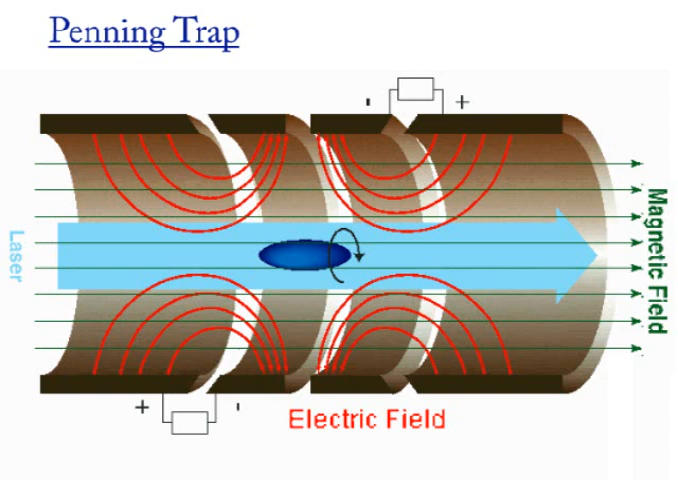 Penning Trap
- +
Laser
Magnetic Field
+ -
Electric Field